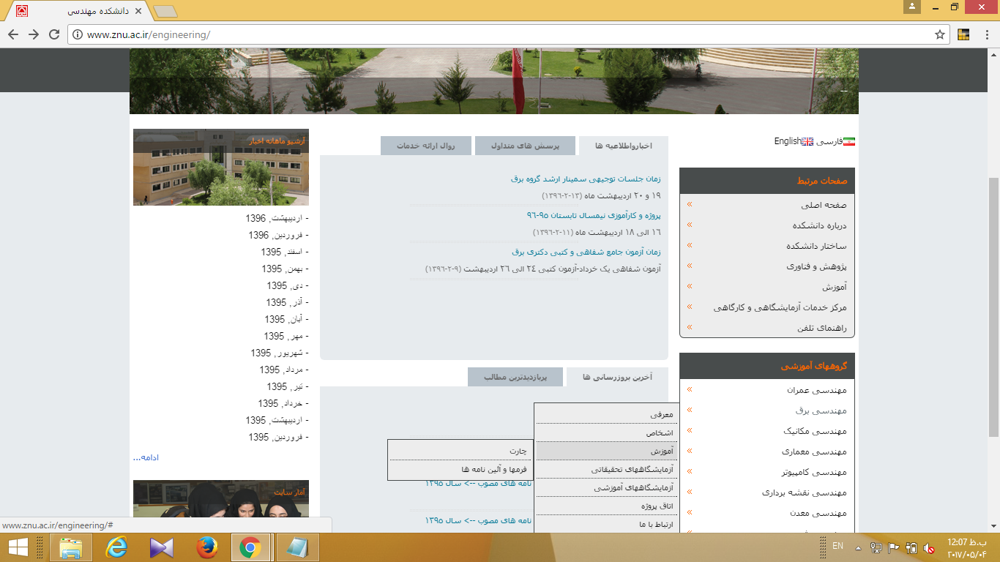 دانشکده مهندسی
www.znu.ac.ir/engineering/
فارسی English
صفحات مرتبط
صفحه اصلی
درباره دانشکده
ساختار دانشکده
پژوهش و فناوری
آموزش
مرکز خدمات آزمایشگاهی و کارگاهی
راهنمای تلفن
گروههای آموزشی
مهندسی عمران
مهندسی برق
مهندسی مکانیک
مهندسی معماری
مهندسی کامپیوتر
مهندسی نقشه برداری
مهندسی معدن
اخبارواطلاعیه ها
پرسش های متداول
روال ارائه خدمات
زمان جلسات توجیهی سمینار ارشد گروه برق
۱۹ و ۲۰ اردیبهشت ماه (۱۳-۲-۱۳۹۶)
پروژه و کارآموزی نیمسال تابستان ۹۵-۹۶
۱۶ الی ۱۸ اردیبهشت ماه (۱۱-۲-۱۳۹۶)
زمان آزمون جامع شفاهی و کتبی دکتری برق
آزمون شفاهی یک خرداد-آزمون کتبی ۲۴ الی ۲۶ اردیبهشت (۹-۲-۱۳۹۶)
آخرین بروزرسانی ها
پربازدیدترین مطالب
معرفی
اشخاص
آموزش
آزمایشگاههای تحقیقاتی
آزمایشگاههای آموزشی
اتاق پروژه
ارتباط با ما
چارت
فرمها و آئین نامه ها
نامه های مصوب --> سال ۱۳۹۵
نامه های مصوب --> سال ۱۳۹۵
آرشیو ماهانه اخبار
- اردیبهشت, 1396
- فروردین, 1396
- اسفند, 1395
- بهمن, 1395
- دی, 1395
- آذر, 1395
- آبان, 1395
- مهر, 1395
- شهریور, 1395
- مرداد, 1395
- تیر, 1395
- خرداد, 1395
- اردیبهشت, 1395
- فروردین, 1395
ادامه...
آمار سایت
www.znu.ac.ir/engineering/#
EN
12:07 ب.ظ
۲۰۱۷/۰۵/۰۴